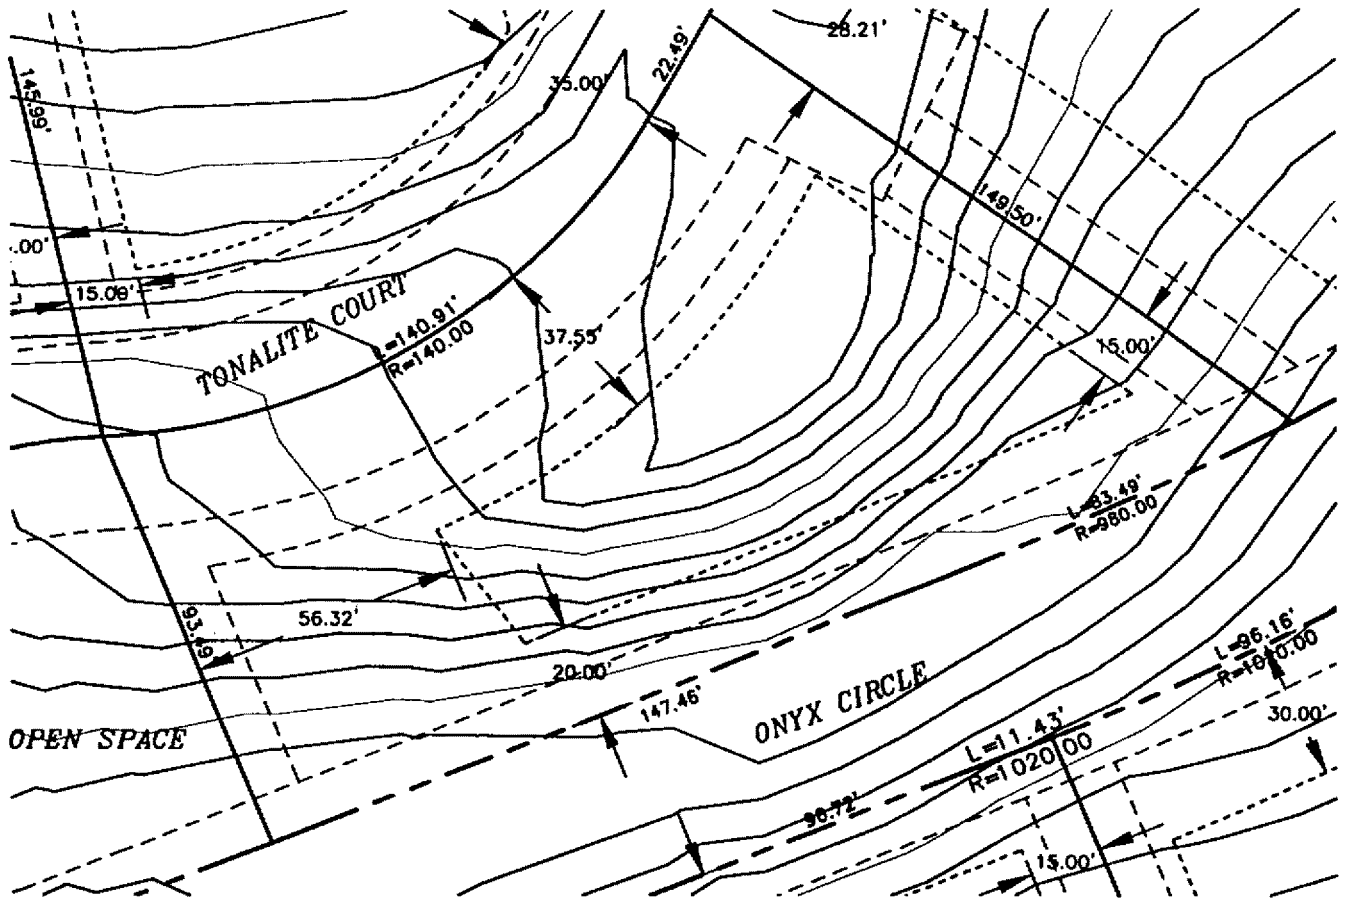 28.21'
22.49'
145.99'
35.00'
149.50'
.00'
15.00'
TONALITE COURT
L=140.91'
R=140.00
37.55'
15.00'
L=83.49'
R=980.00
56.32'
93.49'
L=96.16'
R=1010.00
20.00'
147.46'
ONYX CIRCLE
30.00'
OPEN SPACE
L=11.43'
R=1020.00
96.72'
15.00'